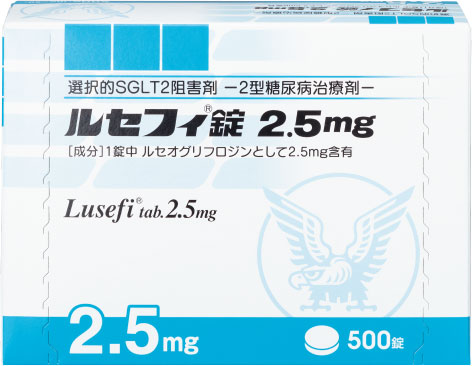 選択的SGLT2阻害剤 －2型糖尿病治療剤－
ルセフィ®錠 2.5mg
[成分]1錠中 ルセオグリフロジンとして2.5mg含有
Lusefi® tab.2.5mg
2.5mg
500錠